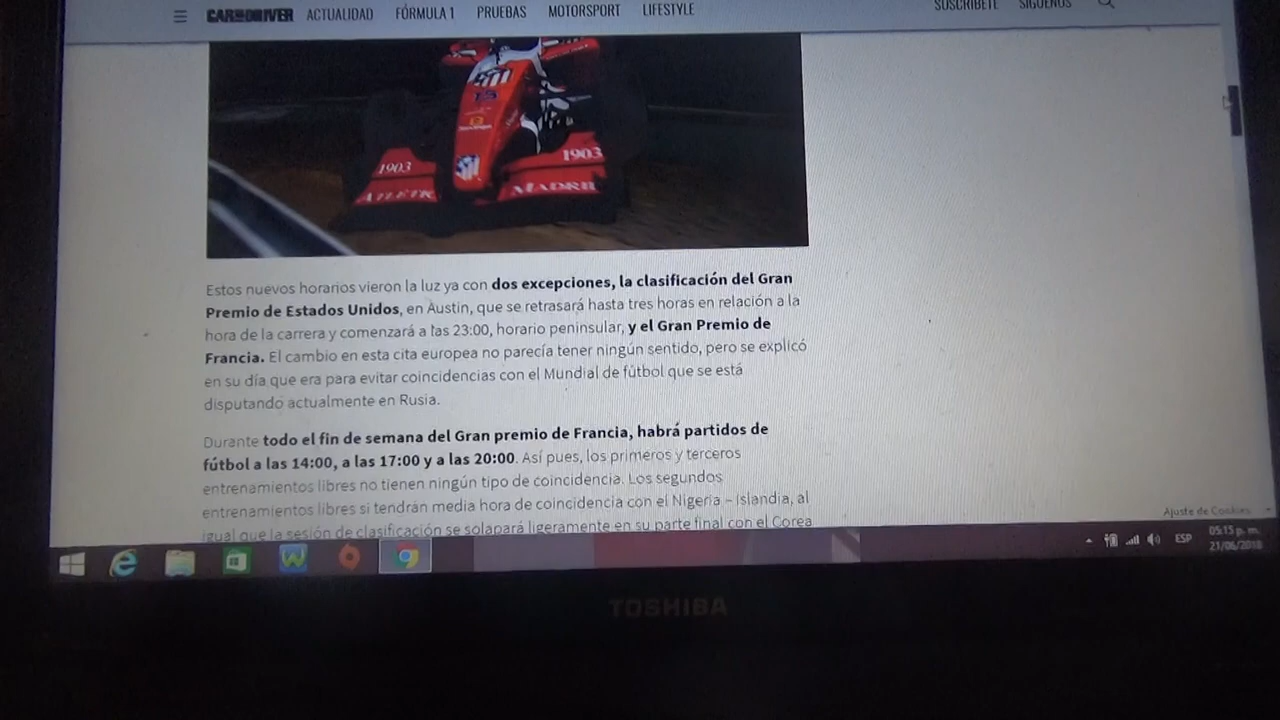 CAR AND DRIVER ACTUALIDAD FÓRMULA 1 PRUEBAS MOTORSPORT LIFESTYLE SUSCRÍBETE SÍGUENOS
1903 1903
MADRID
Estos nuevos horarios vieron la luz ya con dos excepciones, la clasificación del Gran
Premio de Estados Unidos, en Austin, que se retrasará hasta tres horas en relación a la
hora de la carrera y comenzará a las 23:00, horario peninsular, y el Gran Premio de
Francia. El cambio en esta cita europea no parecía tener ningún sentido, pero se explicó
en su día que era para evitar coincidencias con el Mundial de fútbol que se está
disputando actualmente en Rusia.
Durante todo el fin de semana del Gran premio de Francia, habrá partidos de
fútbol a las 14:00, a las 17:00 y a las 20:00. Así pues, los primeros y terceros
entrenamientos libres no tienen ningún tipo de coincidencia. Los segundos
entrenamientos libres si tendrán media hora de coincidencia con el Nigeria - Islandia, al
igual que la sesión de clasificación se solapará ligeramente en su parte final con el Corea
Ajuste de Cookies
ESP
05:15 p. m.
21/06/2018
TOSHIBA